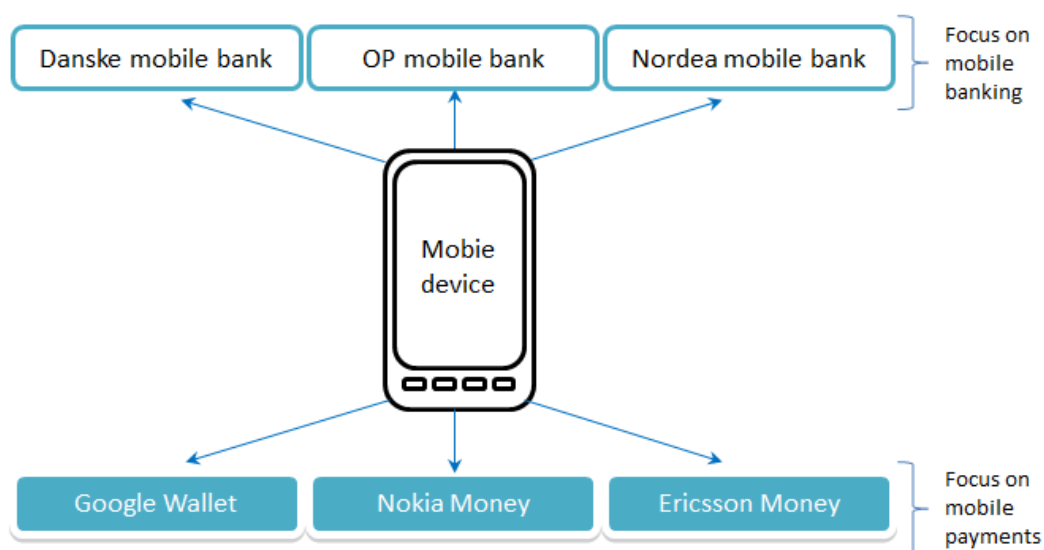 Danske mobile bank
OP mobile bank
Nordea mobile bank
Focus on
mobile
banking
Mobie
device
Google Wallet
Nokia Money
Ericsson Money
Focus on
mobile
payments